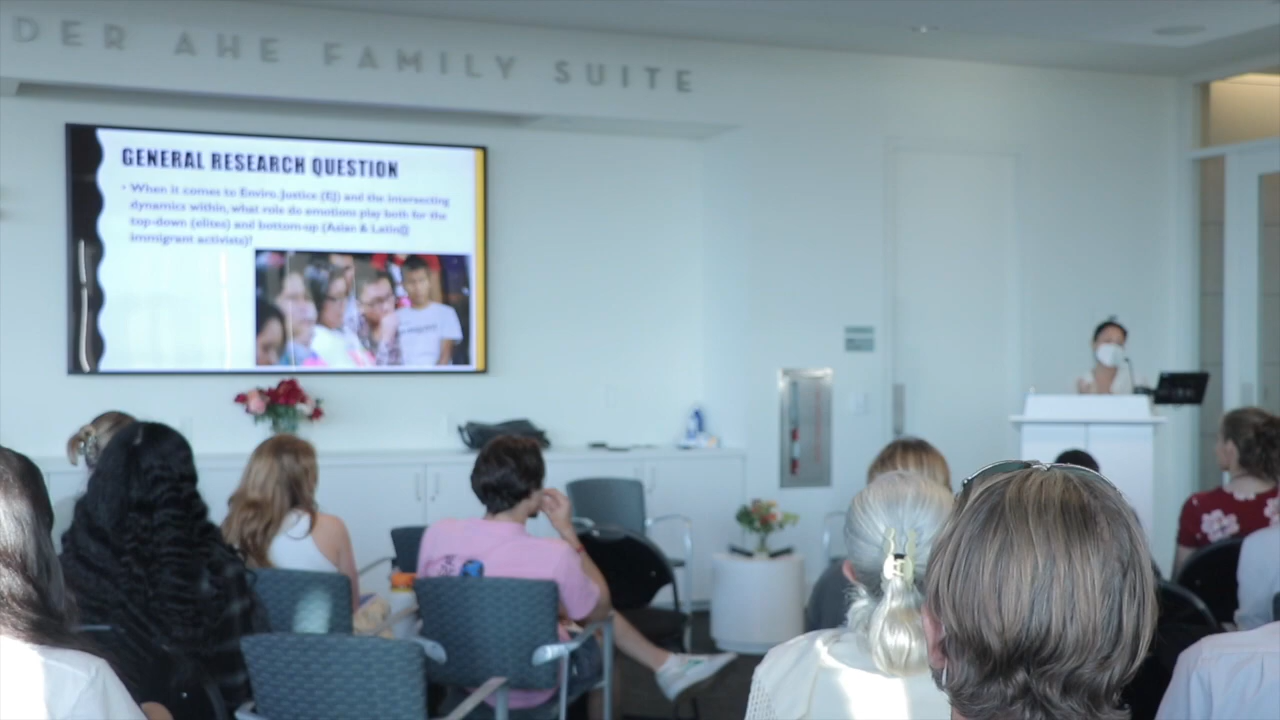 DER AHE FAMILY SUITE
GENERAL RESEARCH QUESTION
• When it comes to Enviro. Justice (EJ) and the intersecting
dynamics within, what role do emotions play both for the
top-down (elites) and bottom-up (Asian & Latin@
immigrant activists)?